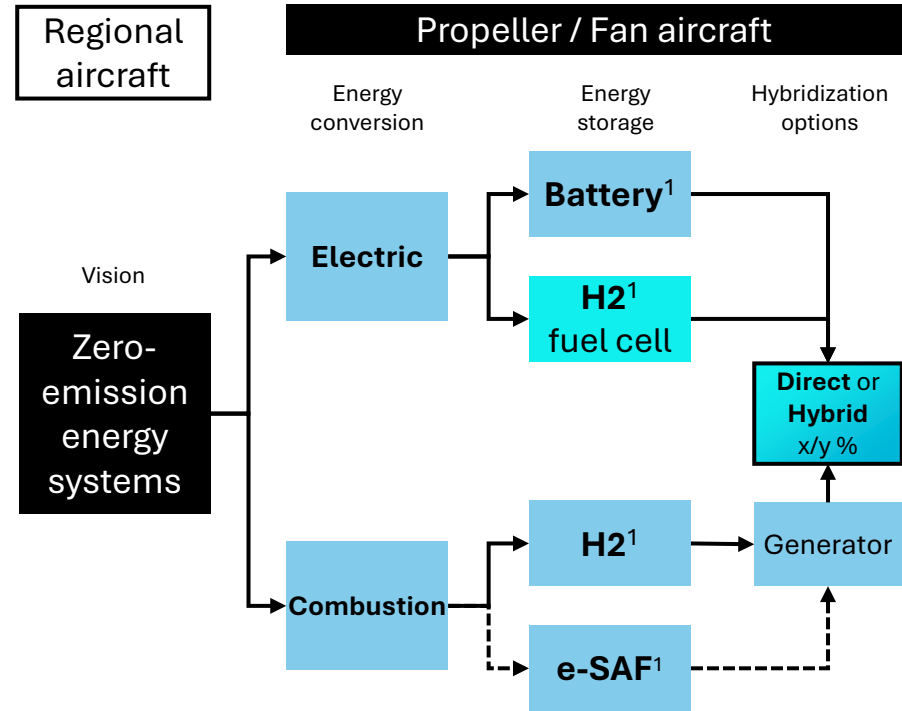 Regional
aircraft
Propeller / Fan aircraft
Energy
conversion
Energy
storage
Hybridization
options
Vision
Zero-
emission
energy
systems
Electric
Battery¹
H2¹
fuel cell
Direct or
Hybrid
x/y %
Combustion
H2¹
Generator
e-SAF¹